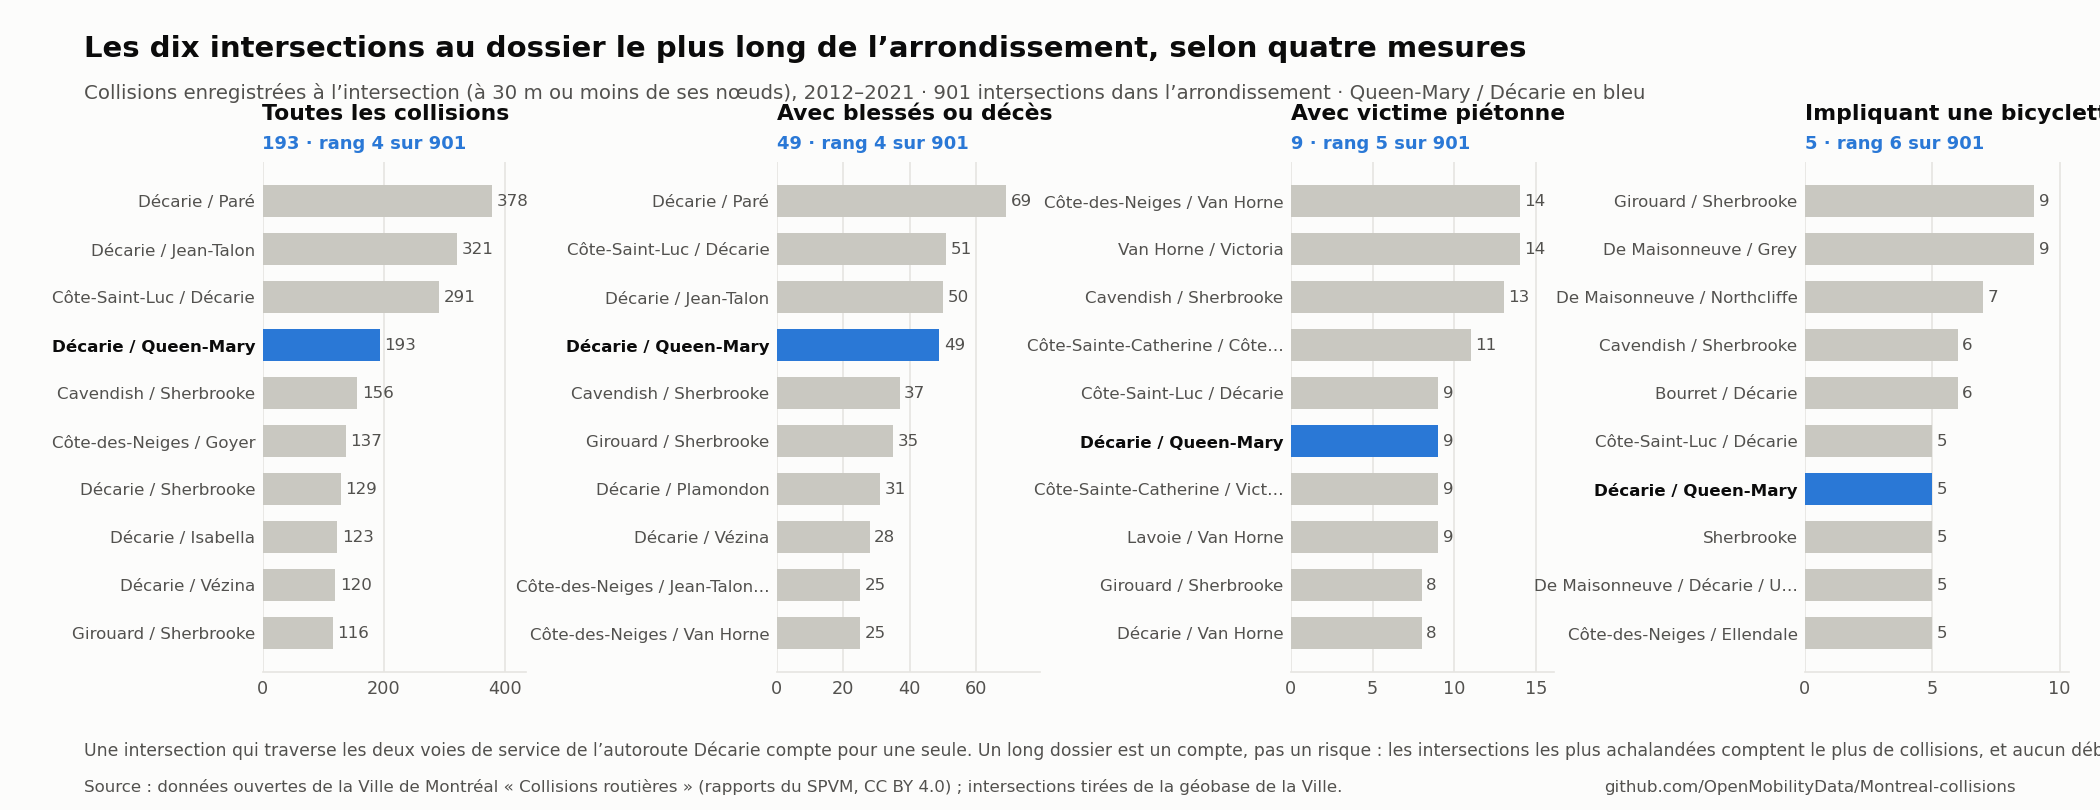 Les dix intersections au dossier le plus long de l’arrondissement, selon quatre mesures
Collisions enregistrées à l’intersection (à 30 m ou moins de ses nœuds), 2012–2021 · 901 intersections dans l’arrondissement · Queen-Mary / Décarie en bleu
Toutes les collisions
193 · rang 4 sur 901
Décarie / Paré 378
Décarie / Jean-Talon 321
Côte-Saint-Luc / Décarie 291
Décarie / Queen-Mary 193
Cavendish / Sherbrooke 156
Côte-des-Neiges / Goyer 137
Décarie / Sherbrooke 129
Décarie / Isabella 123
Décarie / Vézina 120
Girouard / Sherbrooke 116
0 200 400
Avec blessés ou décès
49 · rang 4 sur 901
Décarie / Paré 69
Côte-Saint-Luc / Décarie 51
Décarie / Jean-Talon 50
Décarie / Queen-Mary 49
Cavendish / Sherbrooke 37
Girouard / Sherbrooke 35
Décarie / Plamondon 31
Décarie / Vézina 28
Côte-des-Neiges / Jean-Talon… 25
Côte-des-Neiges / Van Horne 25
0 20 40 60
Avec victime piétonne
9 · rang 5 sur 901
Côte-des-Neiges / Van Horne 14
Van Horne / Victoria 14
Cavendish / Sherbrooke 13
Côte-Sainte-Catherine / Côte… 11
Côte-Saint-Luc / Décarie 9
Décarie / Queen-Mary 9
Côte-Sainte-Catherine / Vict… 9
Lavoie / Van Horne 9
Girouard / Sherbrooke 8
Décarie / Van Horne 8
0 5 10 15
Impliquant une biciclett
5 · rang 6 sur 901
Girouard / Sherbrooke 9
De Maisonneuve / Grey 9
De Maisonneuve / Northcliffe 7
Cavendish / Sherbrooke 6
Bourret / Décarie 6
Côte-Saint-Luc / Décarie 5
Décarie / Queen-Mary 5
Sherbrooke 5
De Maisonneuve / Décarie / U… 5
Côte-des-Neiges / Ellendale 5
0 5 10
Une intersection qui traverse les deux voies de service de l’autoroute Décarie compte pour une seule. Un long dossier est un compte, pas un risque : les intersections les plus achalandées comptent le plus de collisions, et aucun déb
Source : données ouvertes de la Ville de Montréal « Collisions routières » (rapports du SPVM, CC BY 4.0) ; intersections tirées de la géobase de la Ville.
github.com/OpenMobilityData/Montreal-collisions